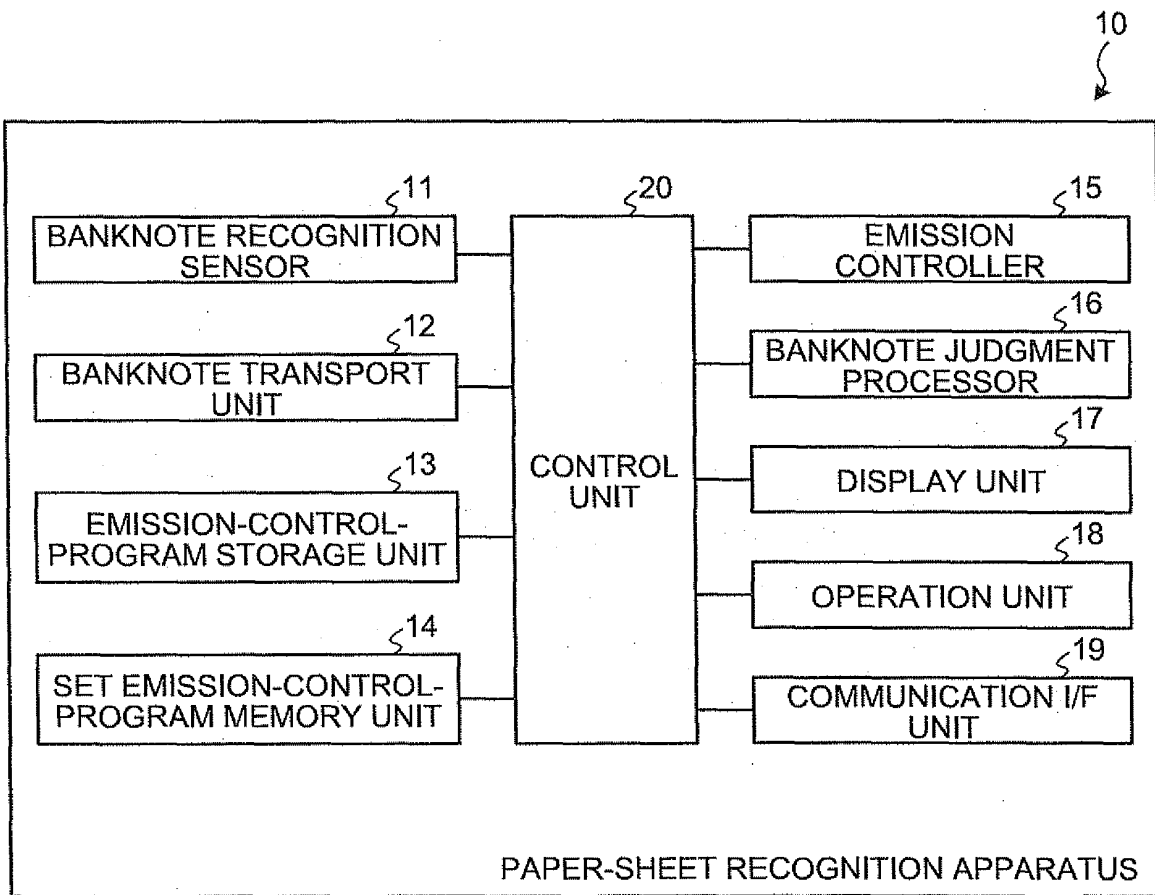 10
11
BANKNOTE RECOGNITION
SENSOR
12
BANKNOTE TRANSPORT
UNIT
13
EMISSION-CONTROL-
PROGRAM STORAGE UNIT
14
SET EMISSION-CONTROL-
PROGRAM MEMORY UNIT
20
CONTROL
UNIT
15
EMISSION
CONTROLLER
16
BANKNOTE JUDGMENT
PROCESSOR
17
DISPLAY UNIT
18
OPERATION UNIT
19
COMMUNICATION I/F
UNIT
PAPER-SHEET RECOGNITION APPARATUS